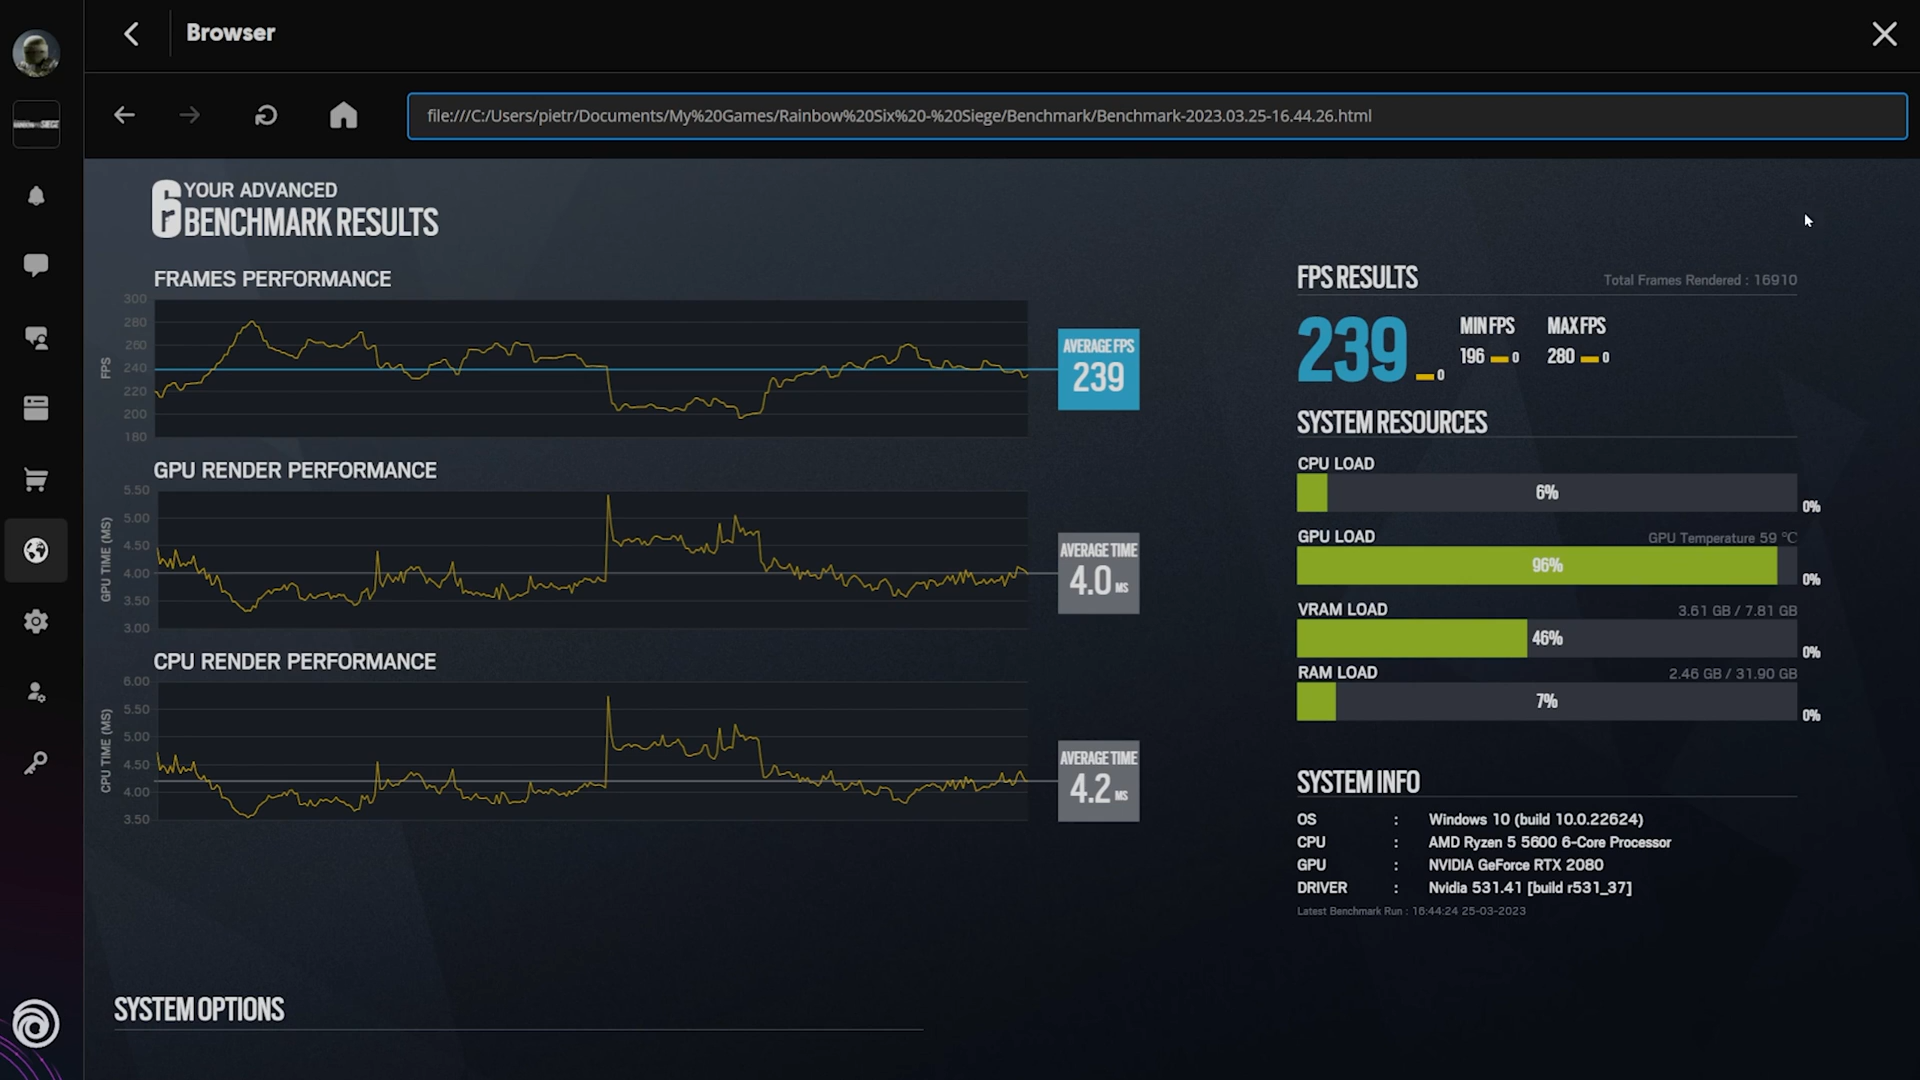 Browser
file:///C:/Users/pietr/Documents/My%20Games/Rainbow%20Six%20-%20Siege/Benchmark/Benchmark-2023.03.25-16.44.26.html
YOUR ADVANCED
BENCHMARK RESULTS
FRAMES PERFORMANCE
300
280
260
240
220
200
180
FPS
AVERAGE FPS
239
GPU RENDER PERFORMANCE
5.50
5.00
4.50
4.00
3.50
3.00
GPU TIME (MS)
AVERAGE TIME
4.0 MS
CPU RENDER PERFORMANCE
6.00
5.50
5.00
4.50
4.00
3.50
CPU TIME (MS)
AVERAGE TIME
4.2 MS
FPS RESULTS
Total Frames Rendered : 16910
239
0
MIN FPS
196
0
MAX FPS
280
0
SYSTEM RESOURCES
CPU LOAD
6%
0%
GPU LOAD
GPU Temperature 59 °C
96%
0%
VRAM LOAD
3.61 GB / 7.81 GB
46%
0%
RAM LOAD
2.46 GB / 31.90 GB
7%
0%
SYSTEM INFO
OS : Windows 10 (build 10.0.22624)
CPU : AMD Ryzen 5 5600 6-Core Processor
GPU : NVIDIA GeForce RTX 2080
DRIVER : Nvidia 531.41 [build r531_37]
Latest Benchmark Run : 16:44:24 25-03-2023
SYSTEM OPTIONS